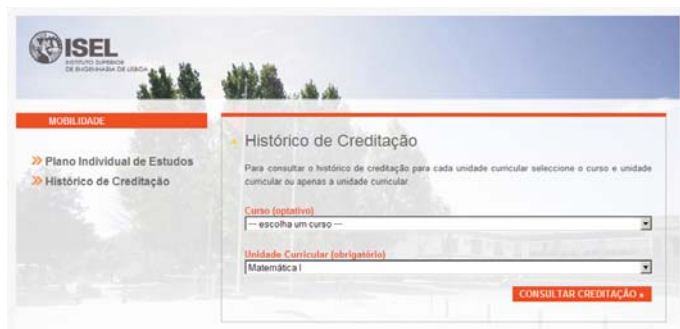 ISEL
INSTITUTO SUPERIOR
DE ENGENHARIA DE LISBOA
MOBILIDADE
Plano Individual de Estudos
Histórico de Creditação
Histórico de Creditação
Para consultar o histórico de creditação para cada unidade curricular seleccione o curso e unidade
curricular ou apenas a unidade curricular.
Curso (optativo)
--- escolha um curso ---
Unidade Curricular (obrigatório)
Matemática I
CONSULTAR CREDITAÇÃO »